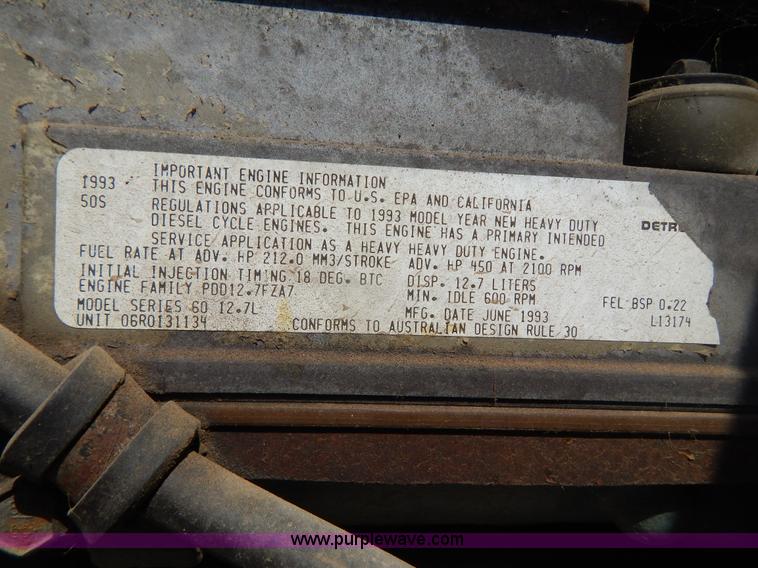 IMPORTANT ENGINE INFORMATION
1993 THIS ENGINE CONFORMS TO U.S. EPA AND CALIFORNIA
50S REGULATIONS APPLICABLE TO 1993 MODEL YEAR NEW HEAVY DUTY
DIESEL CYCLE ENGINES. THIS ENGINE HAS A PRIMARY INTENDED
DETR
SERVICE APPLICATION AS A HEAVY HEAVY DUTY ENGINE.
FUEL RATE AT ADV. HP 212.0 MM3/STROKE ADV. HP 450 AT 2100 RPM
INITIAL INJECTION TIMING 18 DEG. BTC DISP. 12.7 LITERS
ENGINE FAMILY PDD12.7FZA7 MIN. IDLE 600 RPM FEL BSP 0.22
MODEL SERIES 60 12.7L MFG. DATE JUNE 1993 L13174
UNIT 06R0131134 CONFORMS TO AUSTRALIAN DESIGN RULE 30
www.purplewave.com